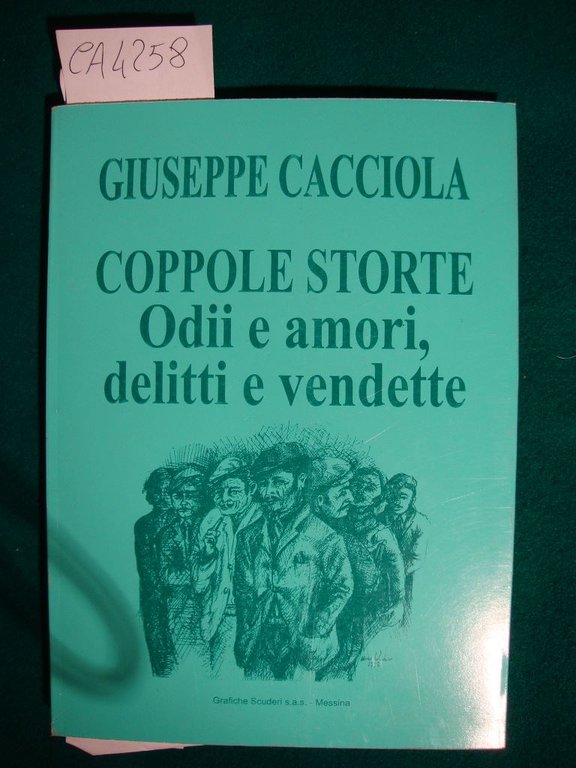 CA4258
GIUSEPPE CACCIOLA
COPPOLE STORTE
Odii e amori,
delitti e vendette
Grafiche Scuderi s.a.s. - Messina